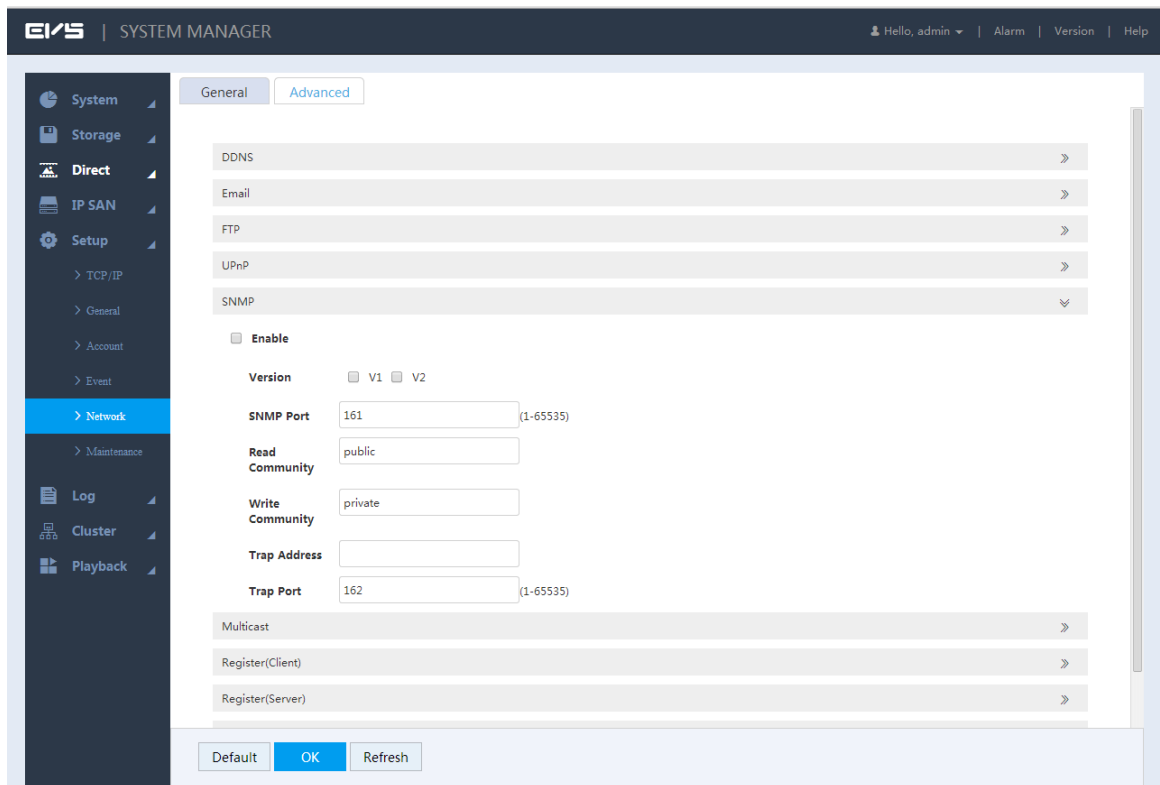 EVS | SYSTEM MANAGER
Hello, admin | Alarm | Version | Help
System
Storage
Direct
IP SAN
Setup
> TCP/IP
> General
> Account
> Event
> Network
> Maintenance
Log
Cluster
Playback
General Advanced
DDNS
Email
FTP
UPnP
SNMP
Enable
Version V1 V2
SNMP Port 161 (1-65535)
Read
Community public
Write
Community private
Trap Address
Trap Port 162 (1-65535)
Multicast
Register(Client)
Register(Server)
Default OK Refresh